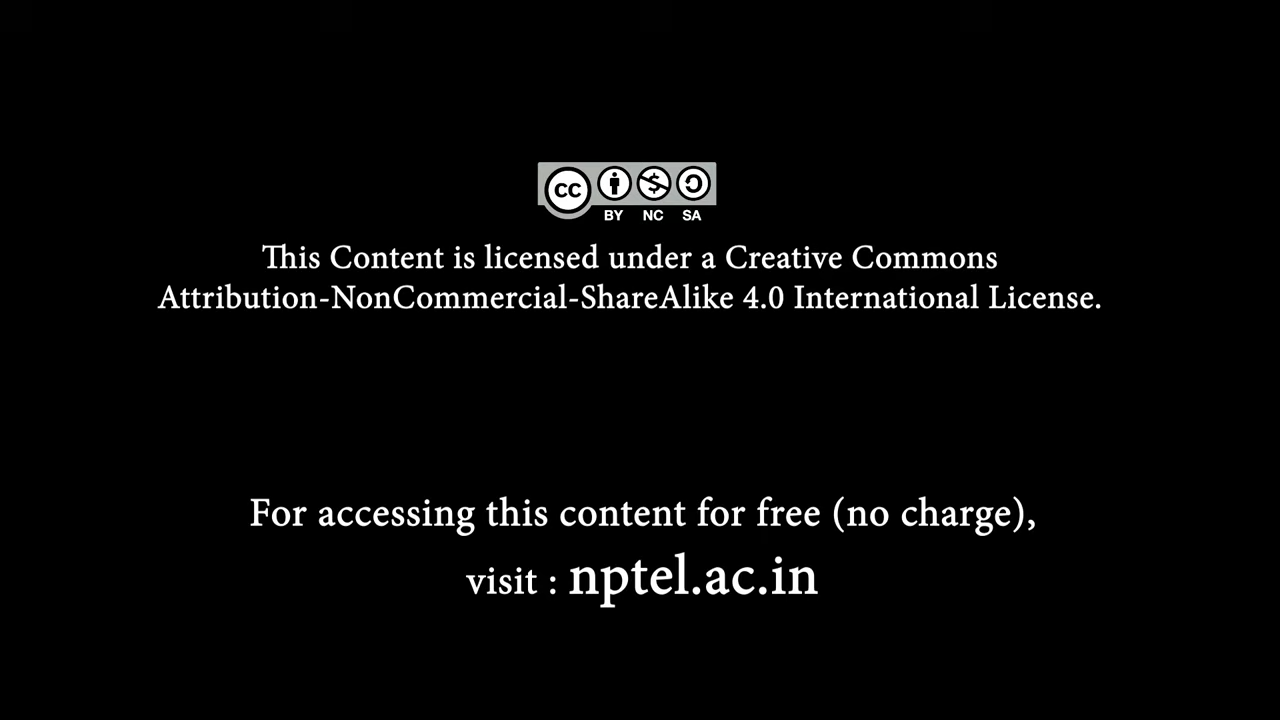 CC BY NC SA
This Content is licensed under a Creative Commons
Attribution-NonCommercial-ShareAlike 4.0 International License.
For accessing this content for free (no charge),
visit : nptel.ac.in